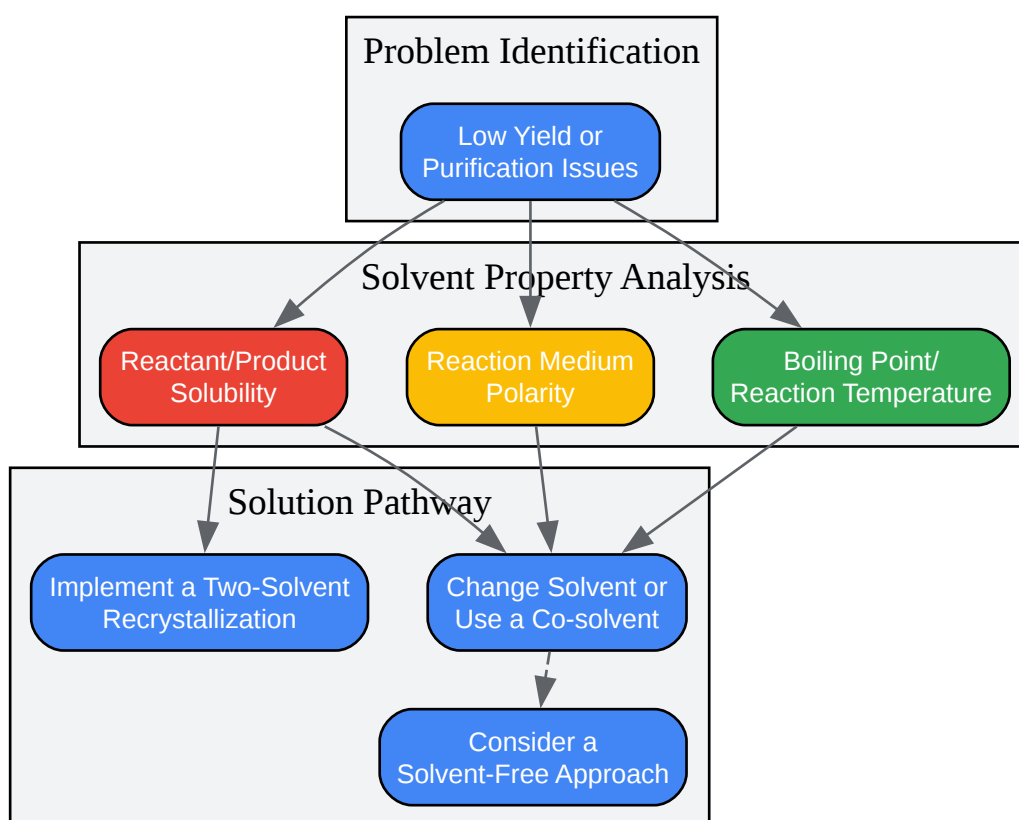 Problem Identification
Low Yield or
Purification Issues
Solvent Property Analysis
Reactant/Product
Solubility
Reaction Medium
Polarity
Boiling Point/
Reaction Temperature
Solution Pathway
Implement a Two-Solvent
Recrystallization
Change Solvent or
Use a Co-solvent
Consider a
Solvent-Free Approach